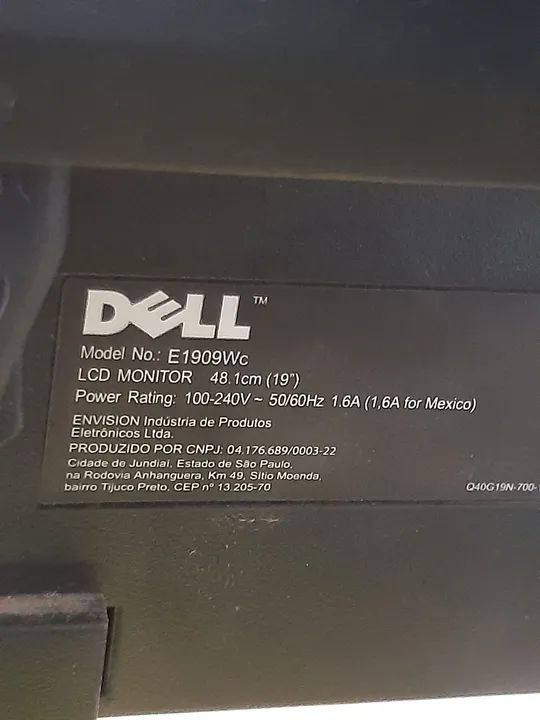 DELL™
Model No.: E1909Wc
LCD MONITOR 48.1cm (19")
Power Rating: 100-240V ~ 50/60Hz 1.6A (1,6A for Mexico)
ENVISION Indústria de Produtos
Eletrônicos Ltda.
PRODUZIDO POR CNPJ: 04.176.689/0003-22
Cidade de Jundiaí, Estado de São Paulo,
na Rodovia Anhanguera, Km 49, Sítio Moenda,
bairro Tijuco Preto, CEP nº 13.205-70
Q40G19N-700-